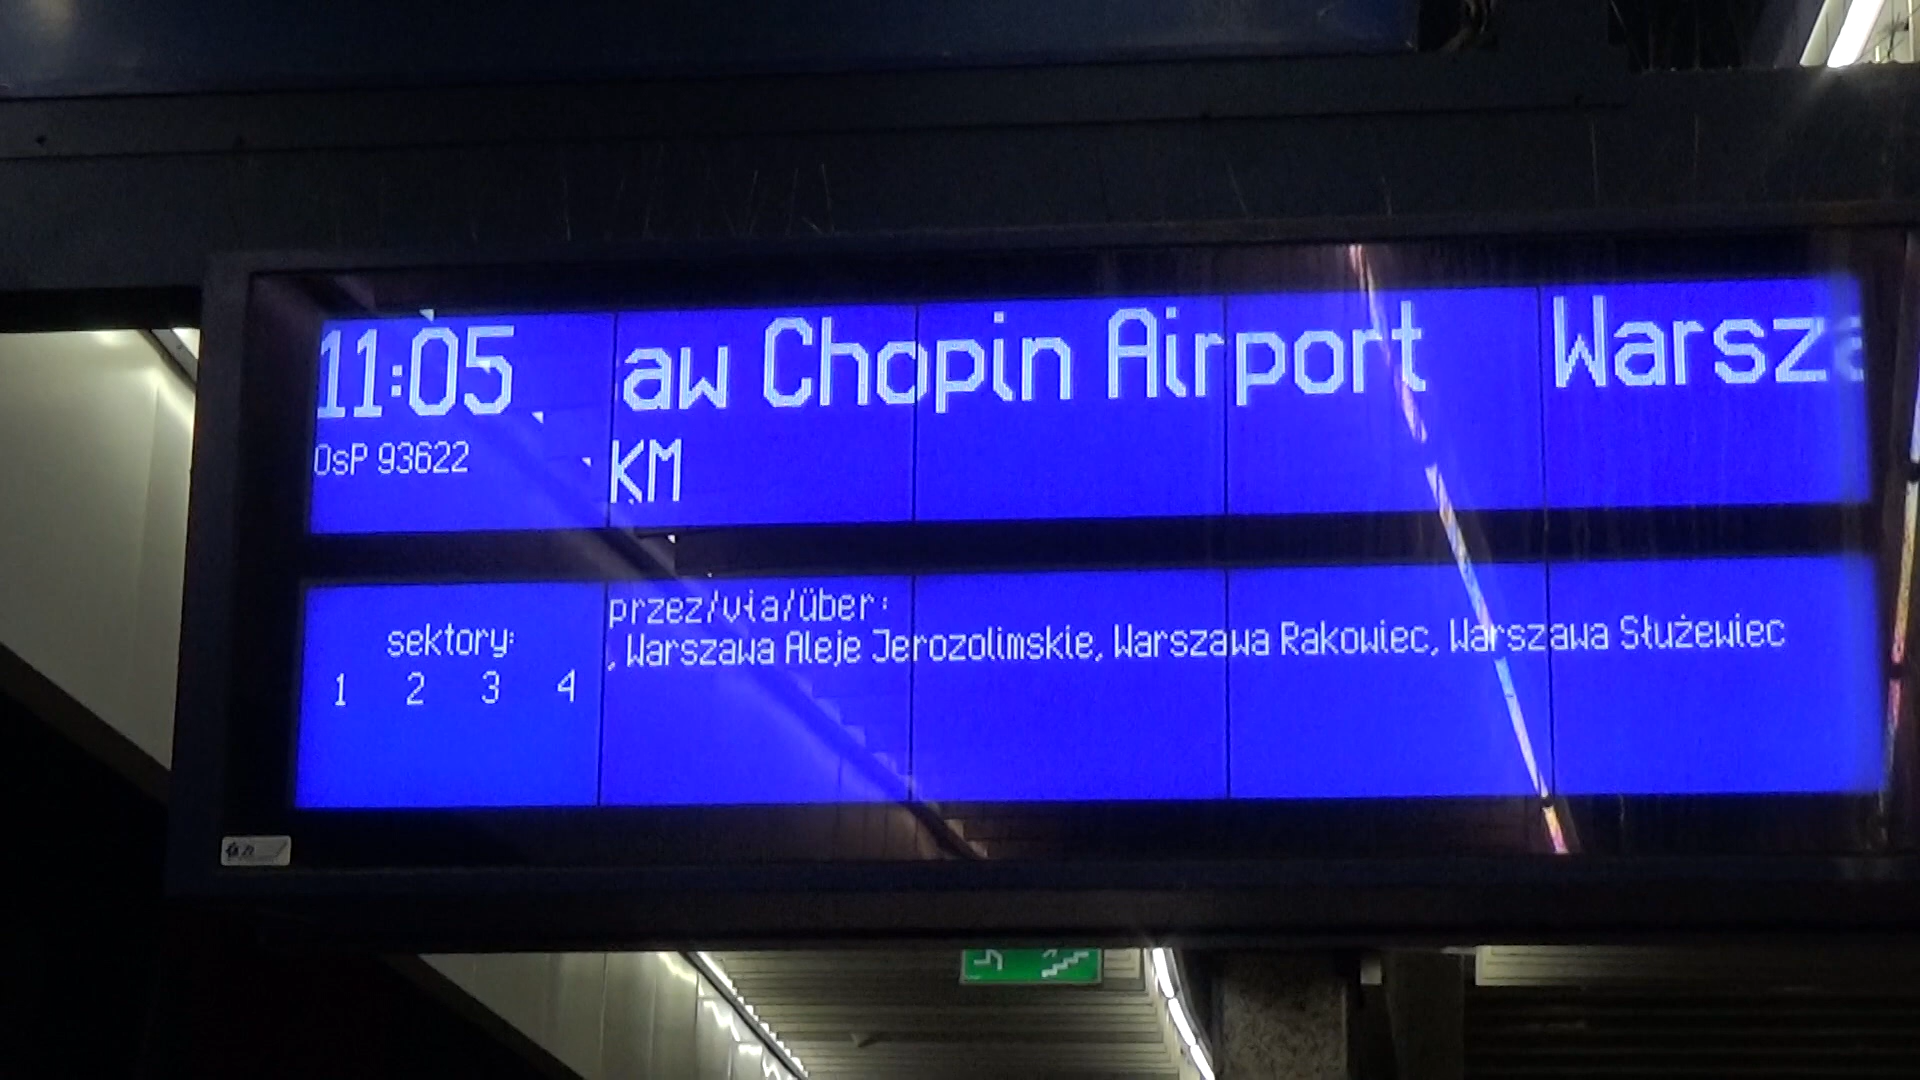 11:05 aw Chopin Airport Warsza
OsP 93622 KM
przez/via/über:
sektory: , Warszawa Aleje Jerozolimskie, Warszawa Rakowiec, Warszawa Służewiec
1 2 3 4